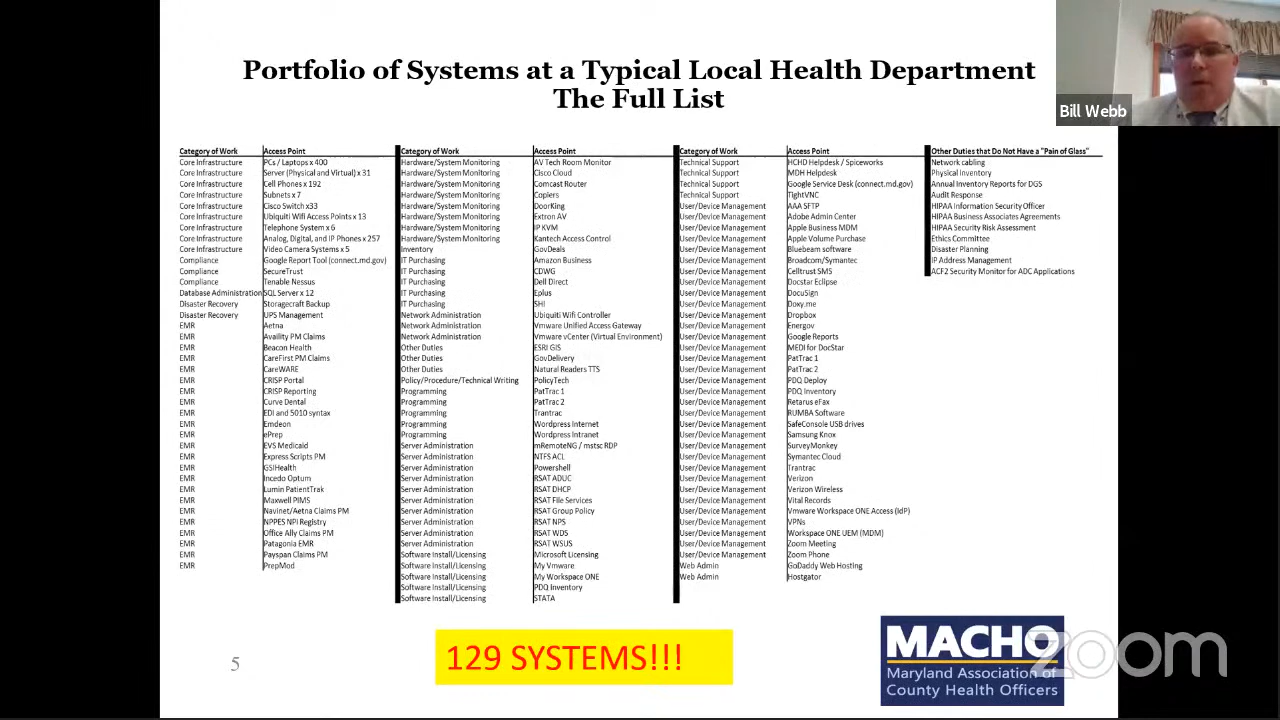 Portfolio of Systems at a Typical Local Health Department
The Full List
Bill Webb
Category of Work Access Point
Core Infrastructure PCs / Laptops x 400
Core Infrastructure Server (Physical and Virtual) x 31
Core Infrastructure Cell Phones x 192
Core Infrastructure Subnets x 7
Core Infrastructure Cisco Switch x33
Core Infrastructure Ubiquiti Wifi Access Points x 13
Core Infrastructure Telephone System x 6
Core Infrastructure Analog, Digital, and IP Phones x 257
Core Infrastructure Video Camera Systems x 5
Compliance Google Report Tool (connect.md.gov)
Compliance SecureTrust
Compliance Tenable Nessus
Database Administration SQL Server x 12
Disaster Recovery Storagecraft Backup
Disaster Recovery UPS Management
EMR Aetna
EMR Availity PM Claims
EMR Beacon Health
EMR CareFirst PM Claims
EMR CareWARE
EMR CRISP Portal
EMR CRISP Reporting
EMR Curve Dental
EMR EDI and 5010 syntax
EMR Emdeon
EMR ePrep
EMR EVS Medicaid
EMR Express Scripts PM
EMR GSIHealth
EMR Incedo Optum
EMR Lumin PatientTrak
EMR Maxwell PIMS
EMR Navinet/Aetna Claims PM
EMR NPPES NPI Registry
EMR Office Ally Claims PM
EMR Patagonia EMR
EMR Payspan Claims PM
EMR PrepMod
Category of Work Access Point
Hardware/System Monitoring AV Tech Room Monitor
Hardware/System Monitoring Cisco Cloud
Hardware/System Monitoring Comcast Router
Hardware/System Monitoring Copiers
Hardware/System Monitoring DoorKing
Hardware/System Monitoring Extron AV
Hardware/System Monitoring IP KVM
Hardware/System Monitoring Kantech Access Control
Inventory GovDeals
IT Purchasing Amazon Business
IT Purchasing CDWG
IT Purchasing Dell Direct
IT Purchasing Eplus
IT Purchasing SHI
Network Administration Ubiquiti Wifi Controller
Network Administration Vmware Unified Access Gateway
Network Administration Vmware vCenter (Virtual Environment)
Other Duties ESRI GIS
Other Duties GovDelivery
Other Duties Natural Readers TTS
Policy/Procedure/Technical Writing PolicyTech
Programming PatTrac 1
Programming PatTrac 2
Programming Trantrac
Programming Wordpress Internet
Programming Wordpress Intranet
Server Administration mRemoteNG / mstsc RDP
Server Administration NTFS ACL
Server Administration Powershell
Server Administration RSAT ADUC
Server Administration RSAT DHCP
Server Administration RSAT File Services
Server Administration RSAT Group Policy
Server Administration RSAT NPS
Server Administration RSAT WDS
Server Administration RSAT WSUS
Software Install/Licensing Microsoft Licensing
Software Install/Licensing My Vmware
Software Install/Licensing My Workspace ONE
Software Install/Licensing PDQ Inventory
Software Install/Licensing STATA
Category of Work Access Point
Technical Support HCHD Helpdesk / Spiceworks
Technical Support MDH Helpdesk
Technical Support Google Service Desk (connect.md.gov)
Technical Support TightVNC
User/Device Management AAA SFTP
User/Device Management Adobe Admin Center
User/Device Management Apple Business MDM
User/Device Management Apple Volume Purchase
User/Device Management Bluebeam software
User/Device Management Broadcom/Symantec
User/Device Management Celltrust SMS
User/Device Management Docstar Eclipse
User/Device Management DocuSign
User/Device Management Doxy.me
User/Device Management Dropbox
User/Device Management Energov
User/Device Management Google Reports
User/Device Management MEDI for DocStar
User/Device Management PatTrac 1
User/Device Management PatTrac 2
User/Device Management PDQ Deploy
User/Device Management PDQ Inventory
User/Device Management Retarus eFax
User/Device Management RUMBA Software
User/Device Management SafeConsole USB drives
User/Device Management Samsung Knox
User/Device Management SurveyMonkey
User/Device Management Symantec Cloud
User/Device Management Trantrac
User/Device Management Verizon
User/Device Management Verizon Wireless
User/Device Management Vital Records
User/Device Management Vmware Workspace ONE Access (IdP)
User/Device Management VPNs
User/Device Management Workspace ONE UEM (MDM)
User/Device Management Zoom Meeting
User/Device Management Zoom Phone
Web Admin GoDaddy Web Hosting
Web Admin Hostgator
Other Duties that Do Not Have a "Pain of Glass"
Network cabling
Physical Inventory
Annual Inventory Reports for DGS
Audit Response
HIPAA Information Security Officer
HIPAA Business Associates Agreements
HIPAA Security Risk Assessment
Ethics Committee
Disaster Planning
IP Address Management
ACF2 Security Monitor for ADC Applications
5
129 SYSTEMS!!!
MACHO
Maryland Association of
County Health Officers
zoom